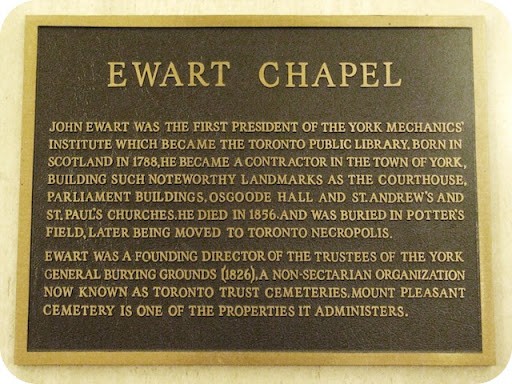 EWART CHAPEL
JOHN EWART WAS THE FIRST PRESIDENT OF THE YORK MECHANICS'
INSTITUTE WHICH BECAME THE TORONTO PUBLIC LIBRARY. BORN IN
SCOTLAND IN 1788, HE BECAME A CONTRACTOR IN THE TOWN OF YORK,
BUILDING SUCH NOTEWORTHY LANDMARKS AS THE COURTHOUSE,
PARLIAMENT BUILDINGS, OSGOODE HALL AND ST. ANDREW'S AND
ST. PAUL'S CHURCHES. HE DIED IN 1856. AND WAS BURIED IN POTTER'S
FIELD, LATER BEING MOVED TO TORONTO NECROPOLIS.
EWART WAS A FOUNDING DIRECTOR OF THE TRUSTEES OF THE YORK
GENERAL BURYING GROUNDS (1826), A NON-SECTARIAN ORGANIZATION
NOW KNOWN AS TORONTO TRUST CEMETERIES. MOUNT PLEASANT
CEMETERY IS ONE OF THE PROPERTIES IT ADMINISTERS.